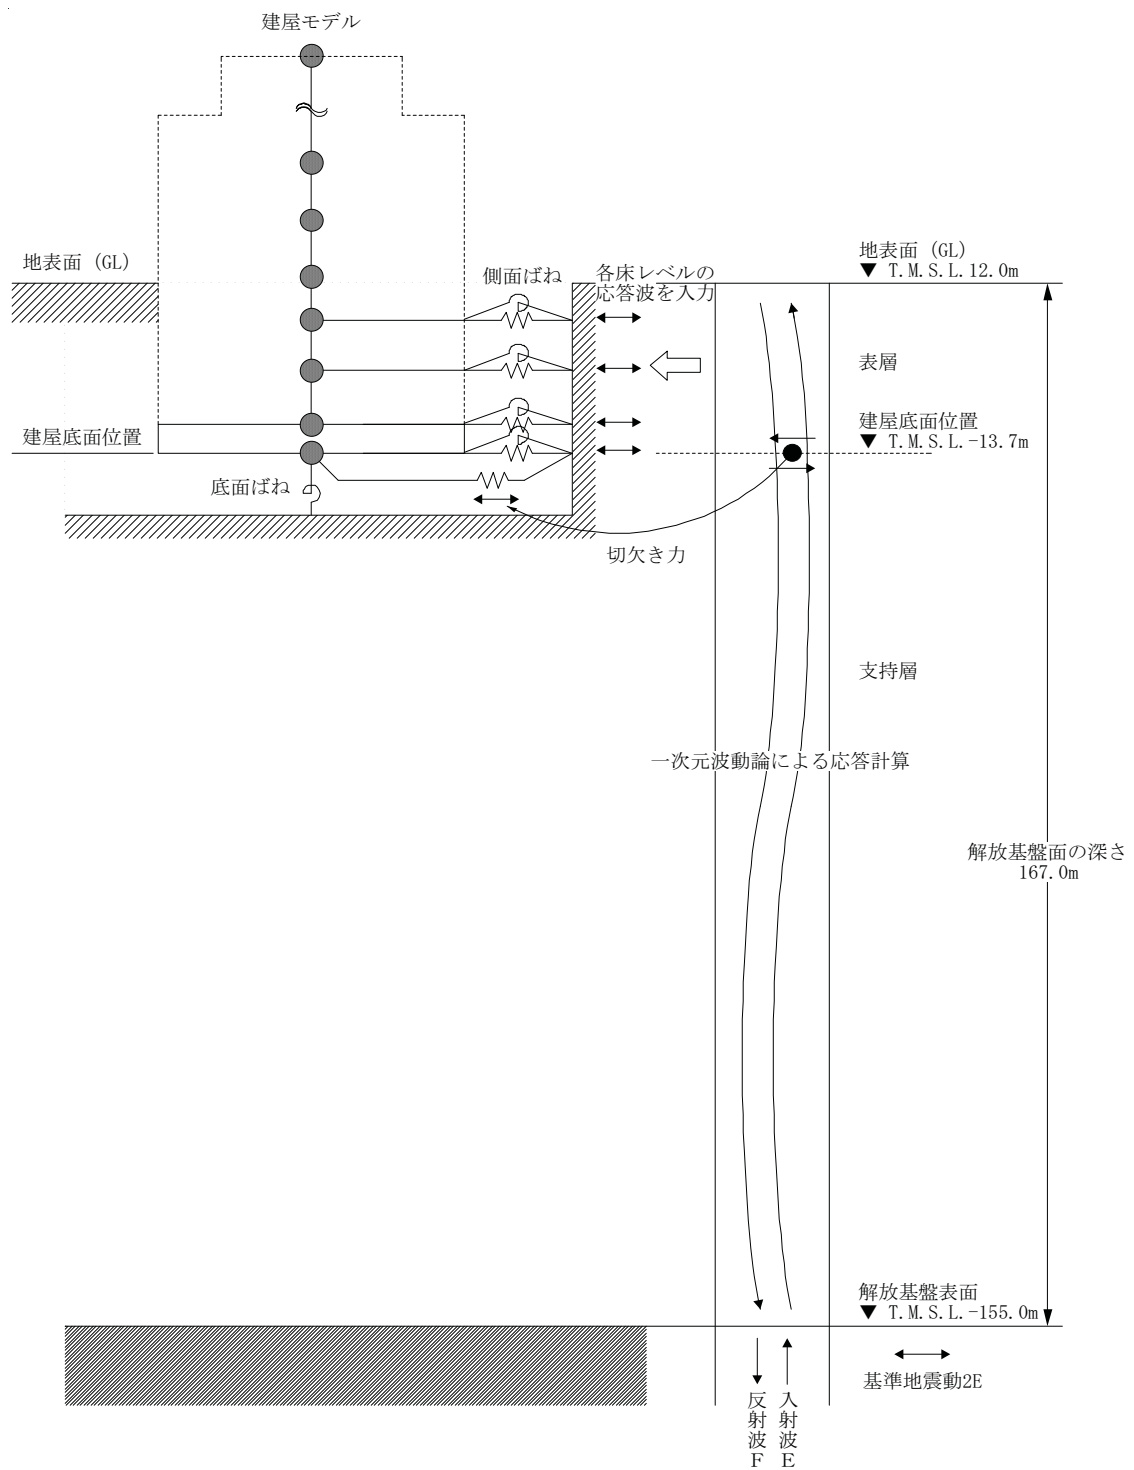 建屋モデル
地表面（GL）
側面ばね
各床レベルの
応答波を入力
地表面（GL）
▼ T.M.S.L.12.0m
表層
建屋底面位置
建屋底面位置
▼ T.M.S.L.-13.7m
底面ばね
切欠き力
支持層
一次元波動論による応答計算
解放基盤面の深さ
167.0m
解放基盤表面
▼ T.M.S.L.-155.0m
基準地震動2E
反射波F
入射波E